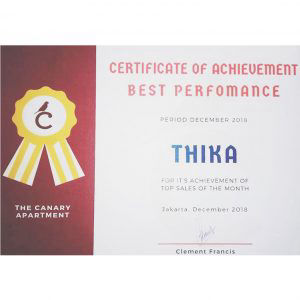 CERTIFICATE OF ACHIEVEMENT
BEST PERFOMANCE
PERIOD DECEMBER 2018
THIKA
FOR IT'S ACHIEVEMENT OF
TOP SALES OF THE MONTH
Jakarta, December 2018
Clement Francis
C
THE CANARY
APARTMENT